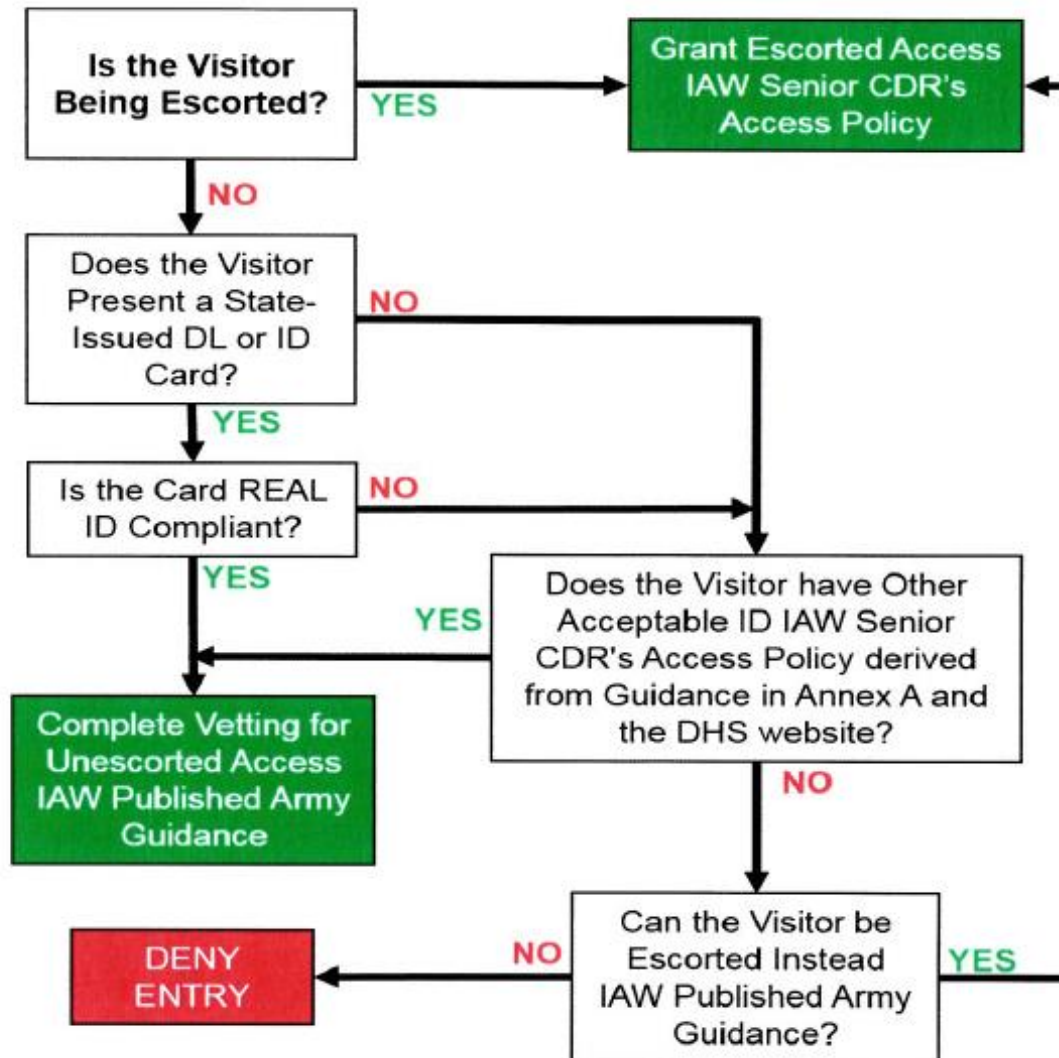 Is the Visitor
Being Escorted?
YES
Grant Escorted Access
IAW Senior CDR's
Access Policy
NO
Does the Visitor
Present a State-
Issued DL or ID
Card?
NO
YES
Is the Card REAL
ID Compliant?
NO
YES
Does the Visitor have Other
Acceptable ID IAW Senior
CDR's Access Policy derived
from Guidance in Annex A and
the DHS website?
YES
NO
Complete Vetting for
Unescorted Access
IAW Published Army
Guidance
Can the Visitor be
Escorted Instead
IAW Published Army
Guidance?
NO
YES
DENY
ENTRY